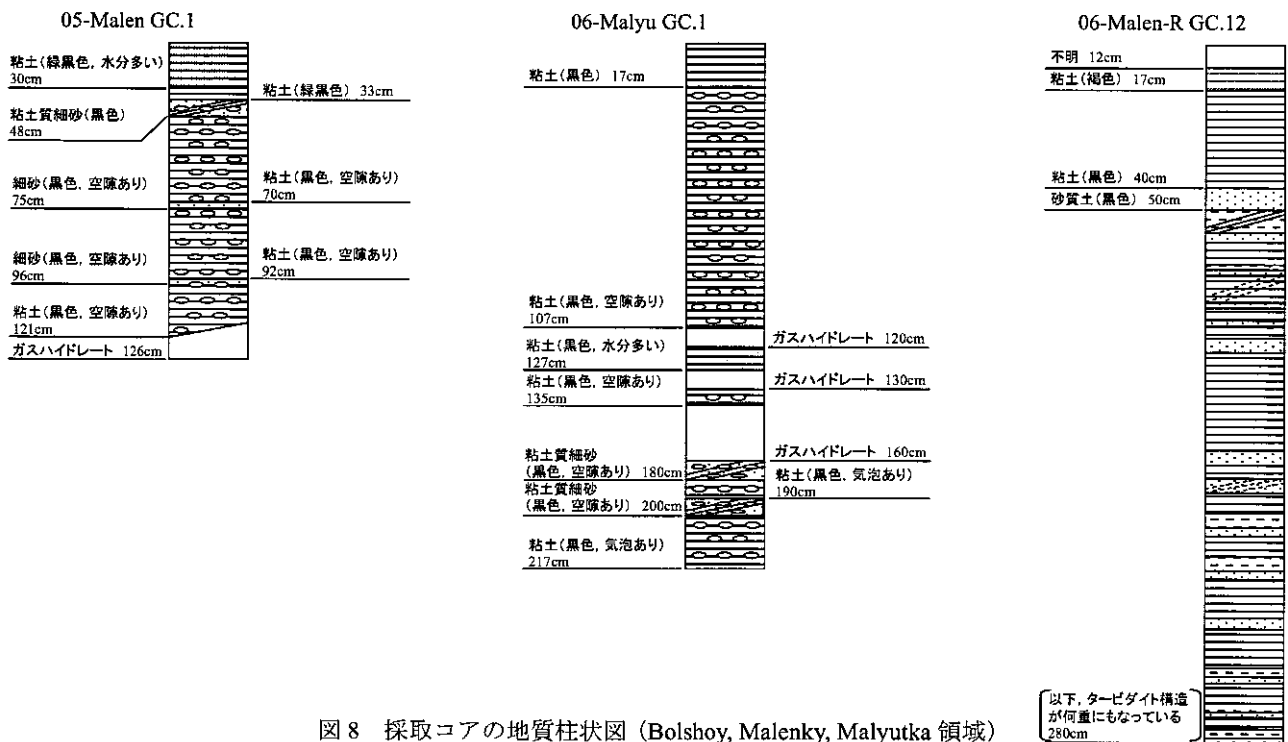 05-Malen GC.1
粘土(緑黒色, 水分多い)
30cm
粘土(緑黒色) 33cm
粘土質細砂(黒色)
48cm
細砂(黒色, 空隙あり)
75cm
粘土(黒色, 空隙あり)
70cm
細砂(黒色, 空隙あり)
96cm
粘土(黒色, 空隙あり)
92cm
粘土(黒色, 空隙あり)
121cm
ガスハイドレート 126cm
06-Malyu GC.1
粘土(黒色) 17cm
粘土(黒色, 空隙あり)
107cm
ガスハイドレート 120cm
粘土(黒色, 水分多い)
127cm
粘土(黒色, 空隙あり)
135cm
ガスハイドレート 130cm
ガスハイドレート 160cm
粘土質細砂
(黒色, 空隙あり) 180cm
粘土(黒色, 気泡あり)
190cm
粘土質細砂
(黒色, 空隙あり) 200cm
粘土(黒色, 気泡あり)
217cm
06-Malen-R GC.12
不明 12cm
粘土(褐色) 17cm
粘土(黒色) 40cm
砂質土(黒色) 50cm
以下, タービダイト構造
が何重にもなっている
280cm
図8 採取コアの地質柱状図 (Bolshoy, Malenky, Malyutka 領域)